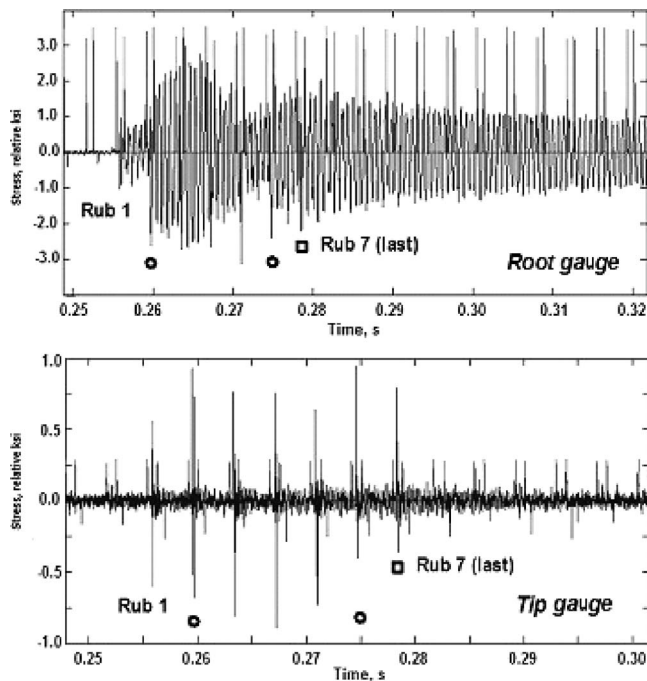 3.0
2.0
1.0
0.0
-1.0
-2.0
-3.0
Stress, relative ksi
Rub 1
Rub 7 (last)
Root gauge
0.25 0.26 0.27 0.28 0.29 0.30 0.31 0.32
Time, s
1.0
0.5
0.0
-0.5
-1.0
Stress, relative ksi
Rub 7 (last)
Rub 1
Tip gauge
0.25 0.26 0.27 0.28 0.29 0.30
Time, s